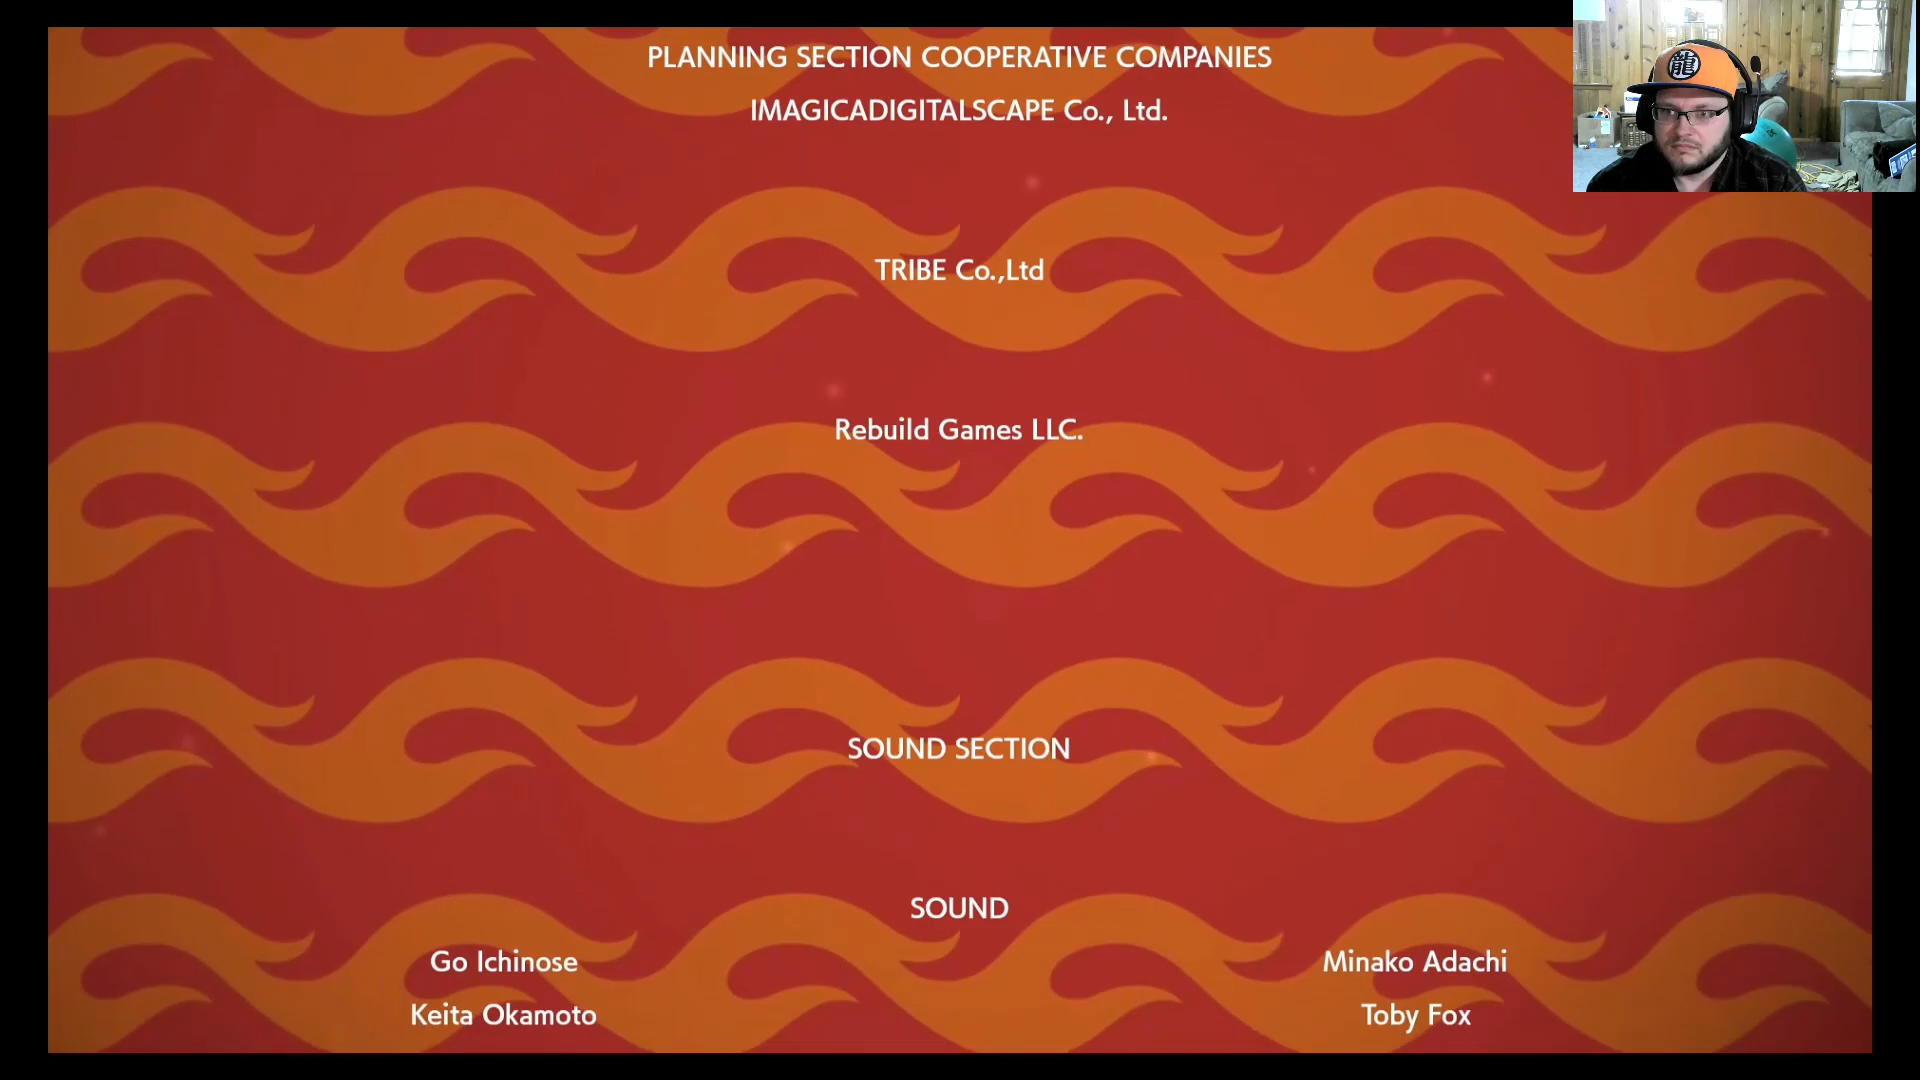 PLANNING SECTION COOPERATIVE COMPANIES
IMAGICADIGITALSCAPE Co., Ltd.
TRIBE Co.,Ltd
Rebuild Games LLC.
SOUND SECTION
SOUND
Go Ichinose
Minako Adachi
Keita Okamoto
Toby Fox